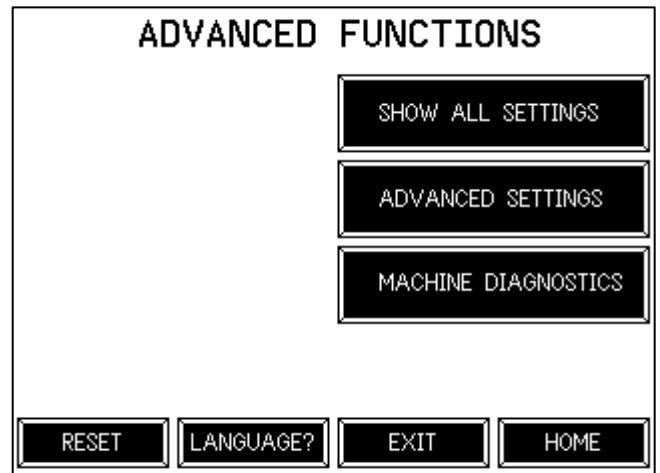 ADVANCED FUNCTIONS
SHOW ALL SETTINGS
ADVANCED SETTINGS
MACHINE DIAGNOSTICS
RESET LANGUAGE? EXIT HOME